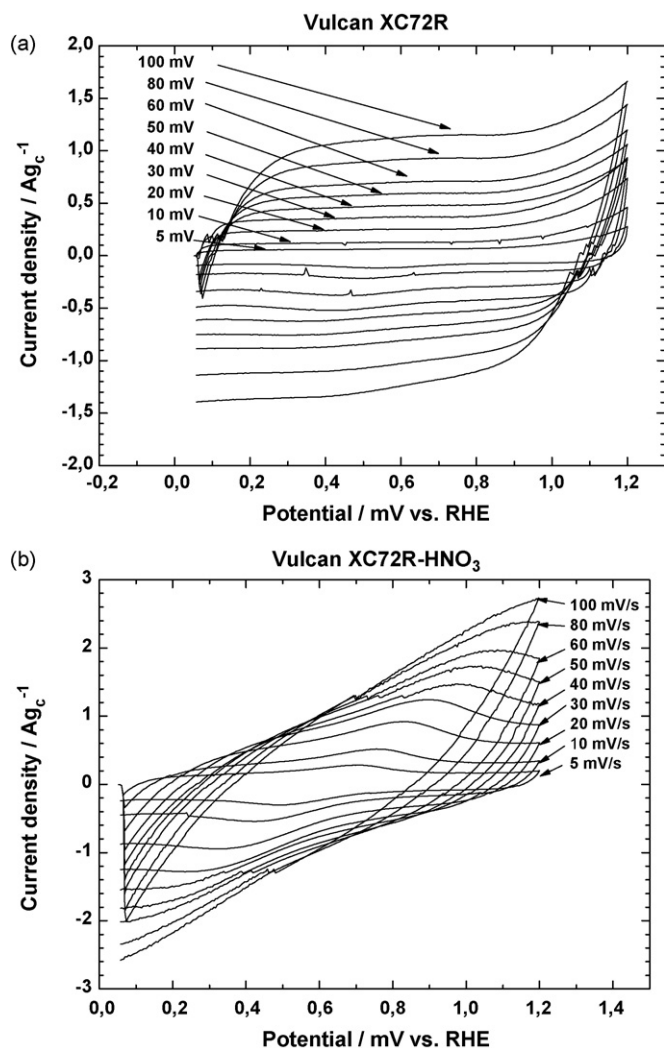 Vulcan XC72R
(a)
2,0
1,5
1,0
0,5
0,0
-0,5
-1,0
-1,5
-2,0
Current density / Ag_c^-1
100 mV
80 mV
60 mV
50 mV
40 mV
30 mV
20 mV
10 mV
5 mV
-0,2 0,0 0,2 0,4 0,6 0,8 1,0 1,2
Potential / mV vs. RHE
(b)
Vulcan XC72R-HNO₃
3
2
1
0
-1
-2
-3
Current density / Ag_c^-1
100 mV/s
80 mV/s
60 mV/s
50 mV/s
40 mV/s
30 mV/s
20 mV/s
10 mV/s
5 mV/s
0,0 0,2 0,4 0,6 0,8 1,0 1,2 1,4
Potential / mV vs. RHE